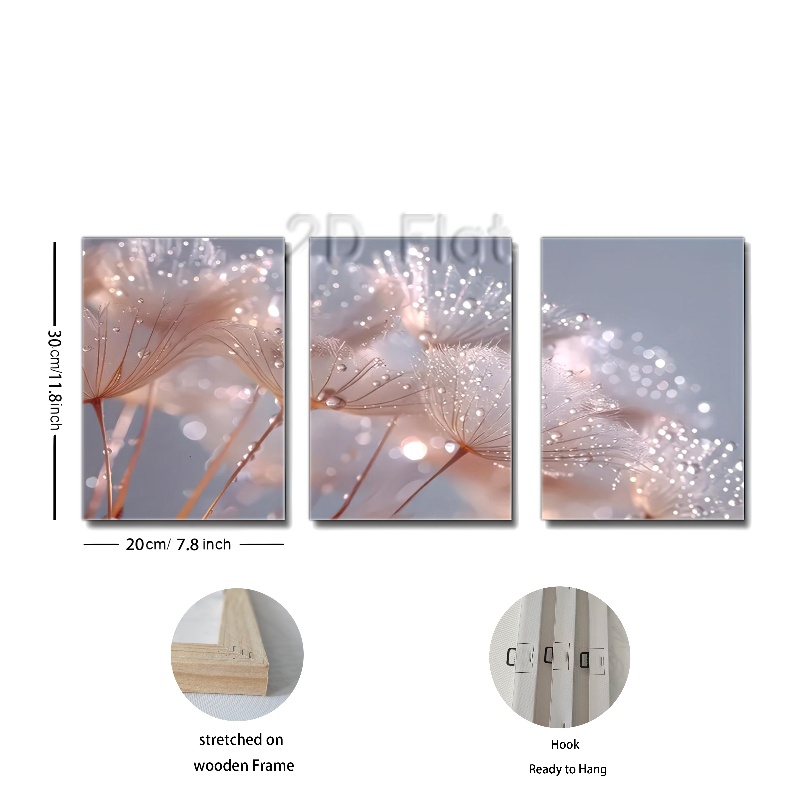 2D Flat
30cm/11.8inch
20cm/ 7.8 inch
stretched on
wooden Frame
Hook
Ready to Hang